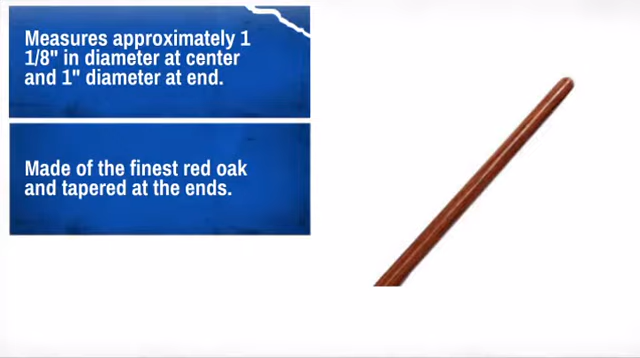 Measures approximately 1
1/8" in diameter at center
and 1" diameter at end.
Made of the finest red oak
and tapered at the ends.